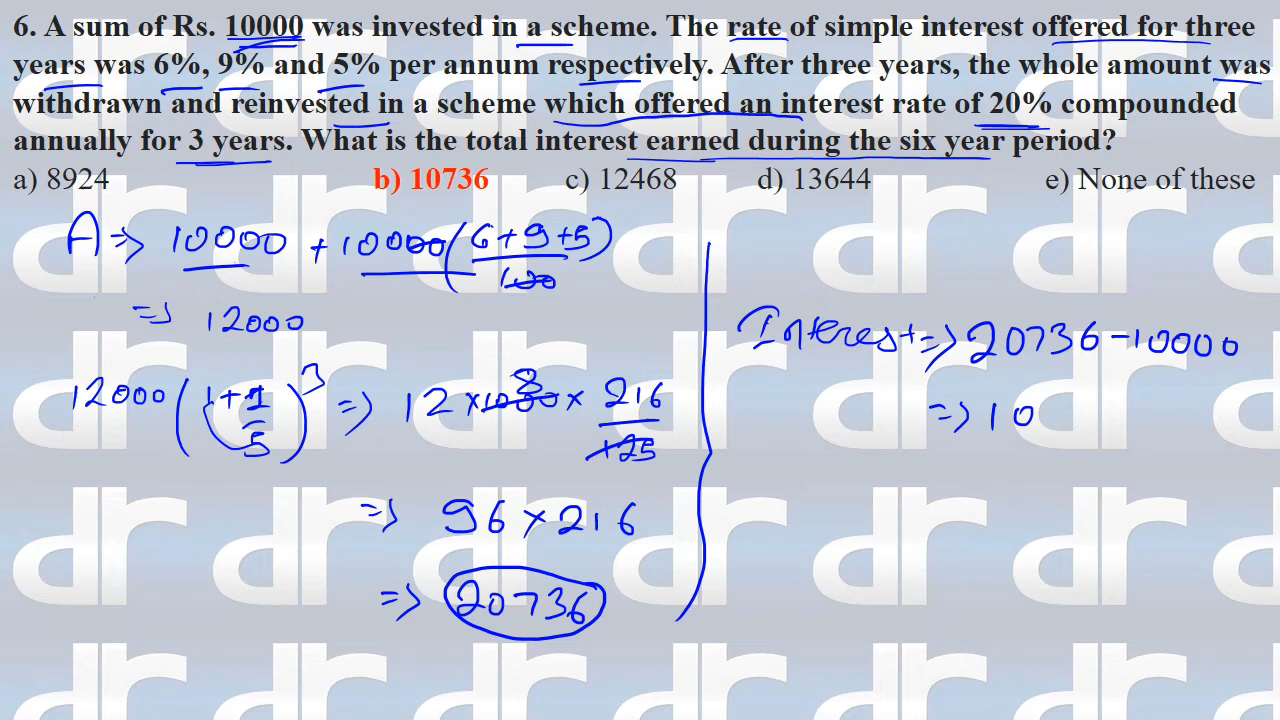 6. A sum of Rs. 10000 was invested in a scheme. The rate of simple interest offered for three
years was 6%, 9% and 5% per annum respectively. After three years, the whole amount was
withdrawn and reinvested in a scheme which offered an interest rate of 20% compounded
annually for 3 years. What is the total interest earned during the six year period?
a) 8924 b) 10736 c) 12468 d) 13644 e) None of these
A => 10000 + 10000 (6+9+5/100)
=> 12000
12000 (1 + 1/5)^3 => 12 × 1000 8 × 216/125
=> 96 × 216
=> 20736
Interest => 20736 - 10000
=> 10